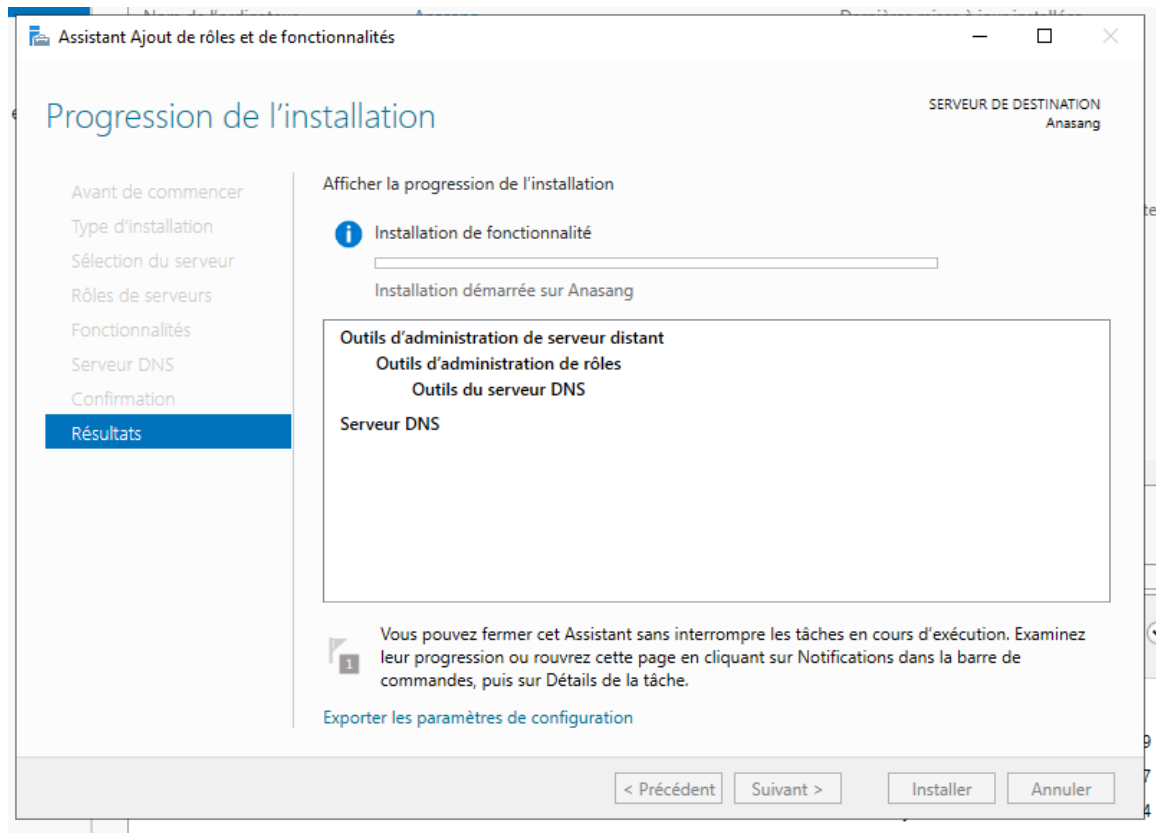 Assistant Ajout de rôles et de fonctionnalités
Progression de l'installation
SERVEUR DE DESTINATION
Anasang
Avant de commencer
Type d'installation
Sélection du serveur
Rôles de serveurs
Fonctionnalités
Serveur DNS
Confirmation
Résultats
Afficher la progression de l'installation
Installation de fonctionnalité
Installation démarrée sur Anasang
Outils d'administration de serveur distant
Outils d'administration de rôles
Outils du serveur DNS
Serveur DNS
1
Vous pouvez fermer cet Assistant sans interrompre les tâches en cours d'exécution. Examinez
leur progression ou rouvrez cette page en cliquant sur Notifications dans la barre de
commandes, puis sur Détails de la tâche.
Exporter les paramètres de configuration
< Précédent
Suivant >
Installer
Annuler